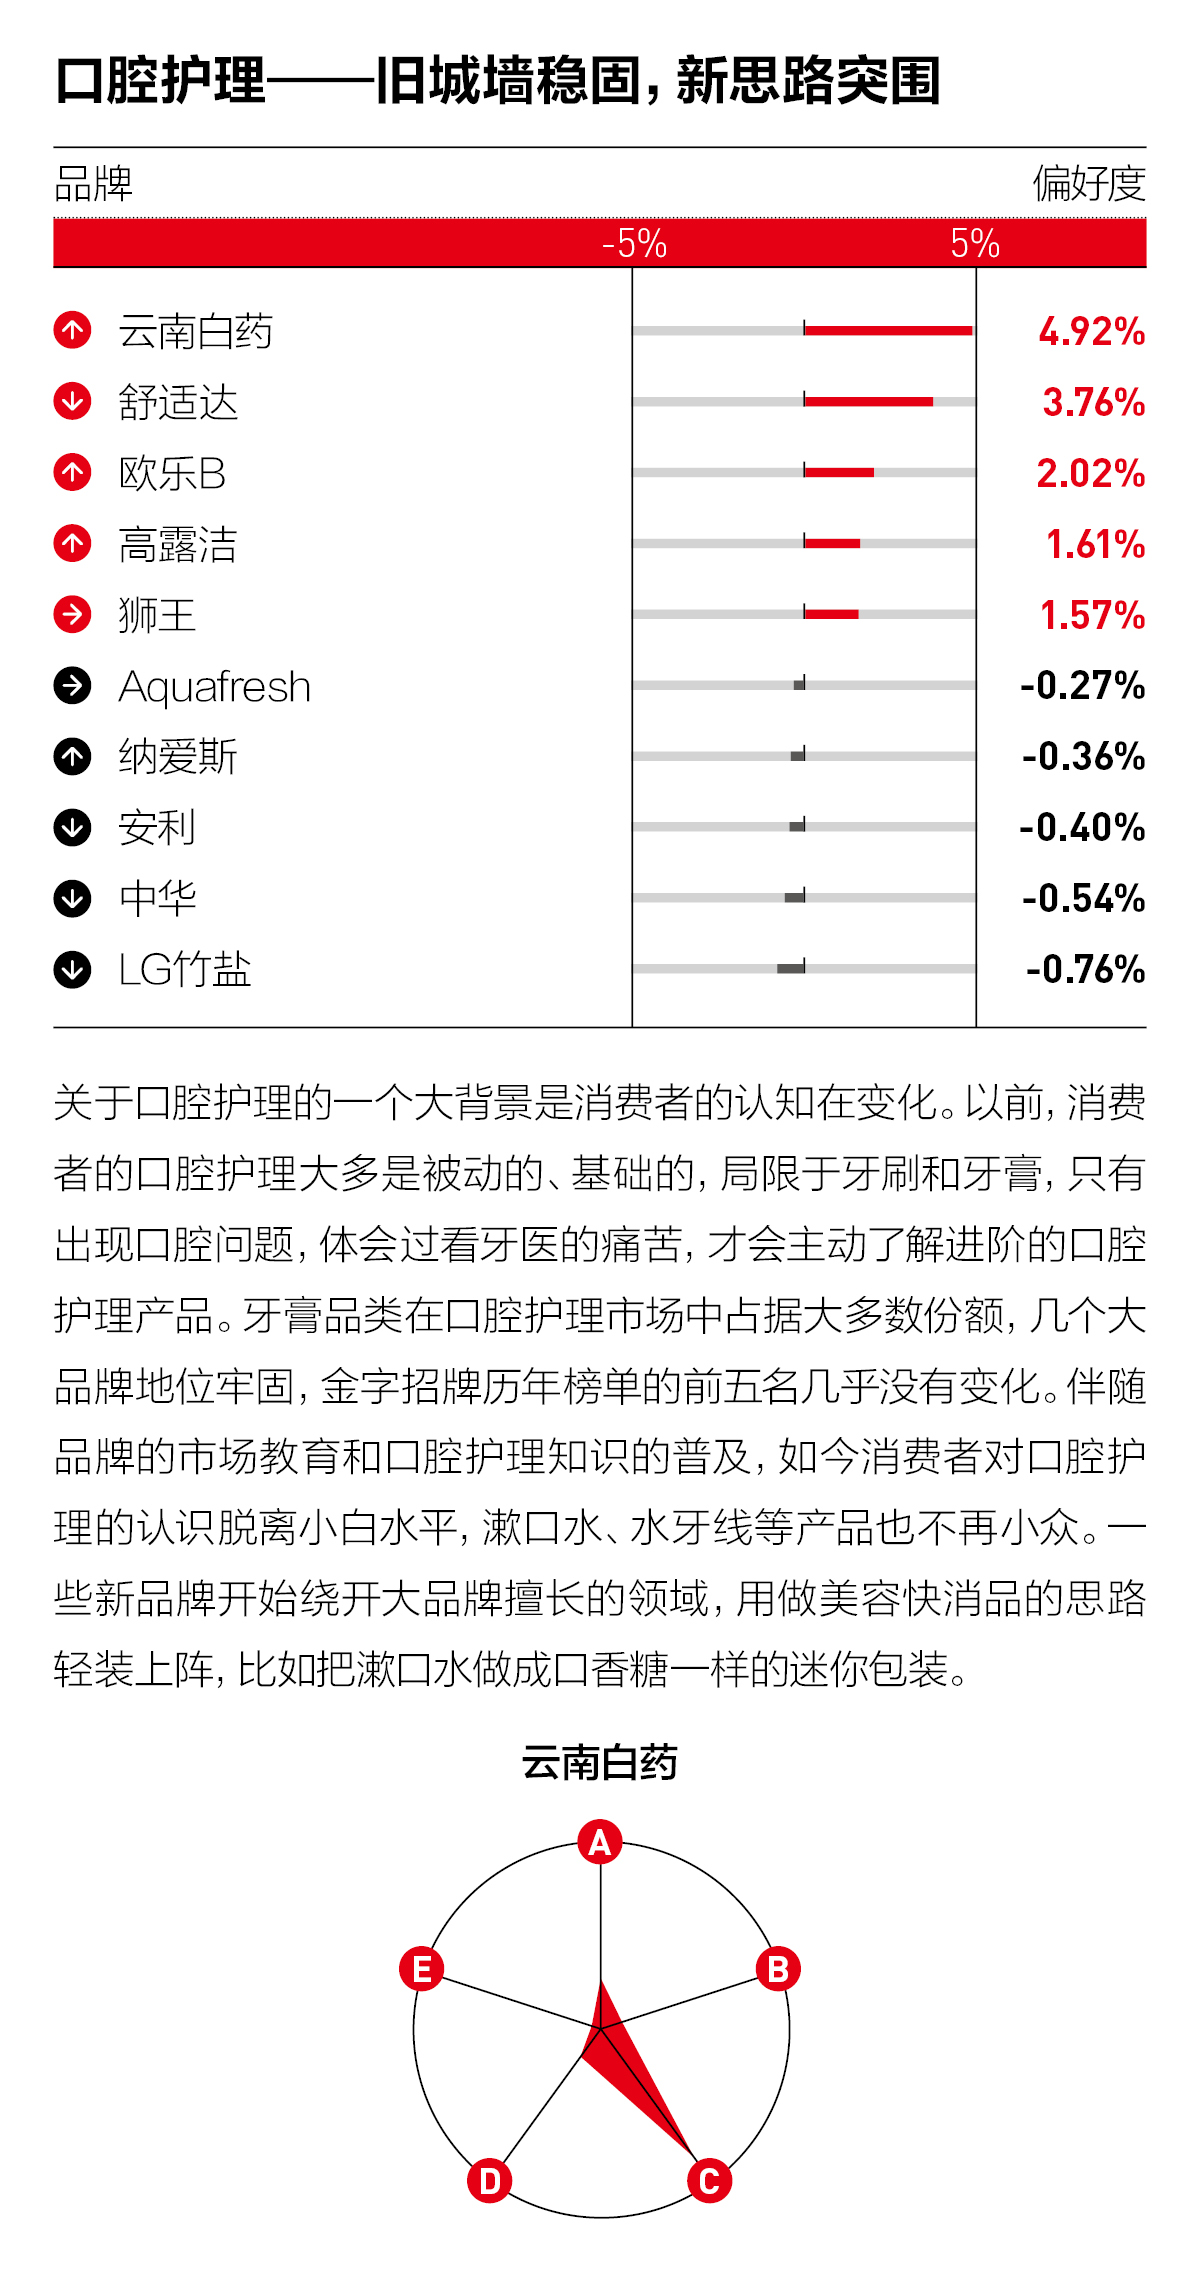 口腔护理——旧城墙稳固，新思路突围
品牌 偏好度
-5% 5%
云南白药 4.92%
舒适达 3.76%
欧乐B 2.02%
高露洁 1.61%
狮王 1.57%
Aquafresh -0.27%
纳爱斯 -0.36%
安利 -0.40%
中华 -0.54%
LG竹盐 -0.76%
关于口腔护理的一个大背景是消费者的认知在变化。以前，消费
者的口腔护理大多是被动的、基础的，局限于牙刷和牙膏，只有
出现口腔问题，体会过看牙医的痛苦，才会主动了解进阶的口腔
护理产品。牙膏品类在口腔护理市场中占据大多数份额，几个大
品牌地位牢固，金字招牌历年榜单的前五名几乎没有变化。伴随
品牌的市场教育和口腔护理知识的普及，如今消费者对口腔护
理的认识脱离小白水平，漱口水、水牙线等产品也不再小众。一
些新品牌开始绕开大品牌擅长的领域，用做美容快消品的思路
轻装上阵，比如把漱口水做成口香糖一样的迷你包装。
云南白药
A
E B
D C